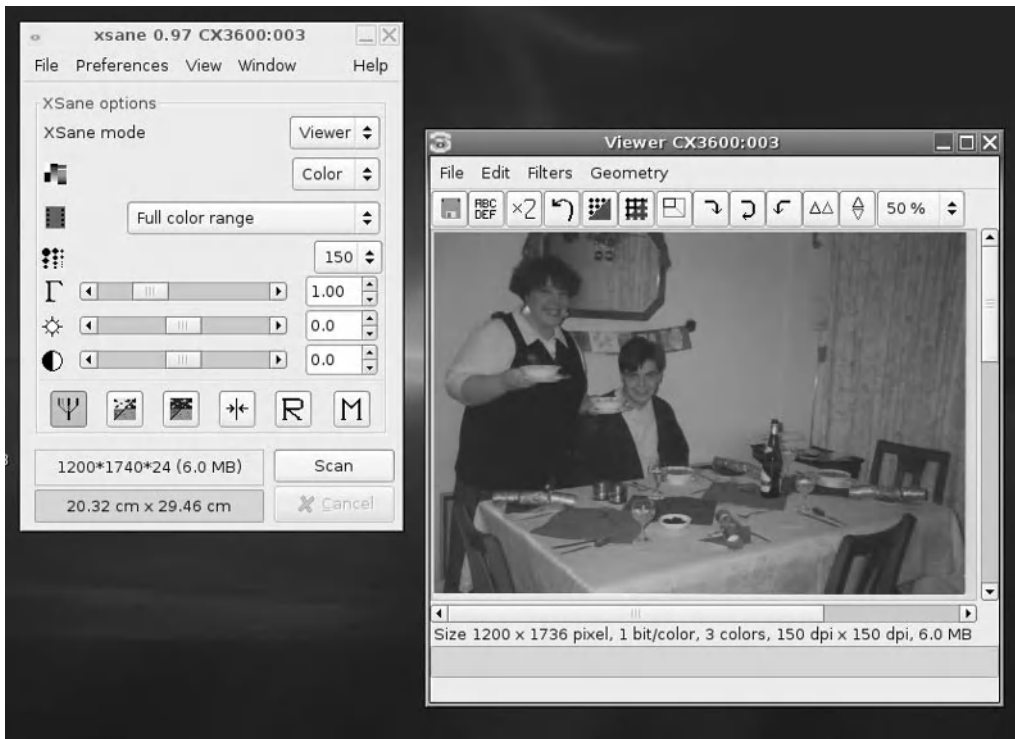 xsane 0.97 CX3600:003
File Preferences View Window Help
XSane options
XSane mode Viewer
Color
Full color range
150
1.00
0.0
0.0
R M
1200*1740*24 (6.0 MB) Scan
20.32 cm x 29.46 cm Cancel
Viewer CX3600:003
File Edit Filters Geometry
ABC DEF ×2 50 %
Size 1200 x 1736 pixel, 1 bit/color, 3 colors, 150 dpi x 150 dpi, 6.0 MB